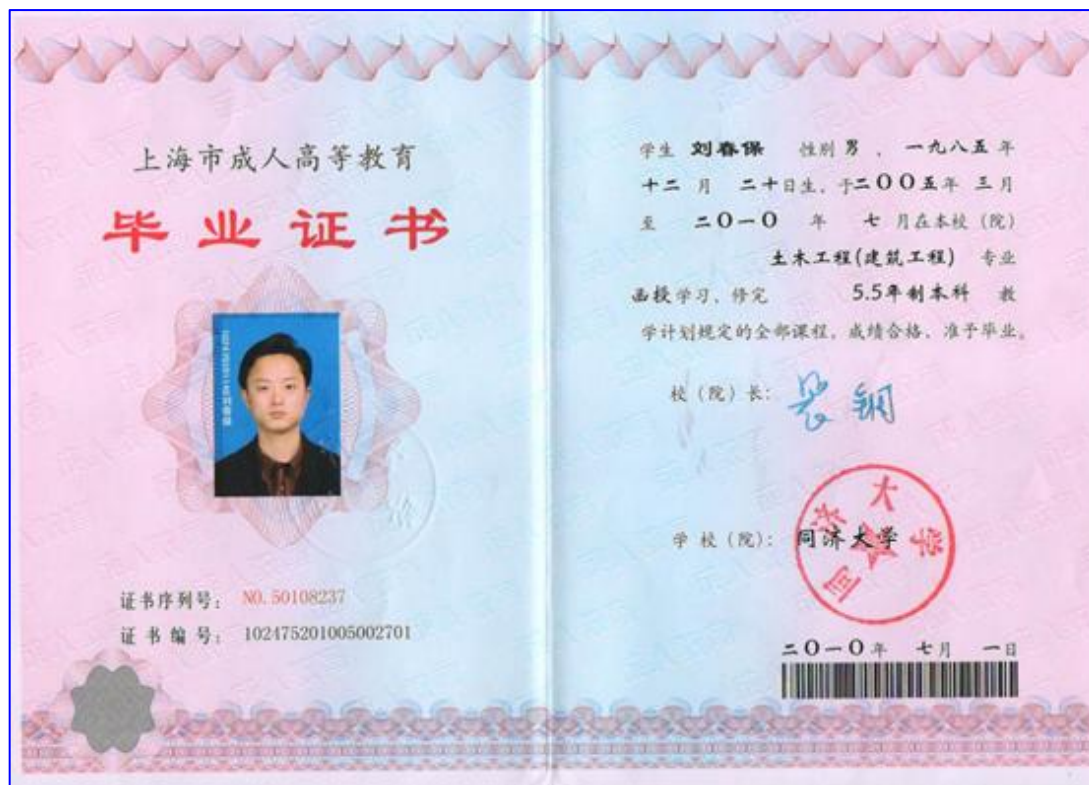 上海市成人高等教育
毕业证书
证书序列号: NO.50108237
证书编号: 102475201005002701
学生 刘春保 性别 男 , 一九八五年
十二 月 二十日生, 于二〇〇五年 三月
至 二〇一〇 年 七 月在本校(院)
土木工程(建筑工程) 专业
函授学习、修完 5.5年制本科 教
学计划规定的全部课程, 成绩合格、准予毕业。
校(院)长: 裴钢
学校(院): 同济大学
同济大学
二〇一〇年 七月 一日